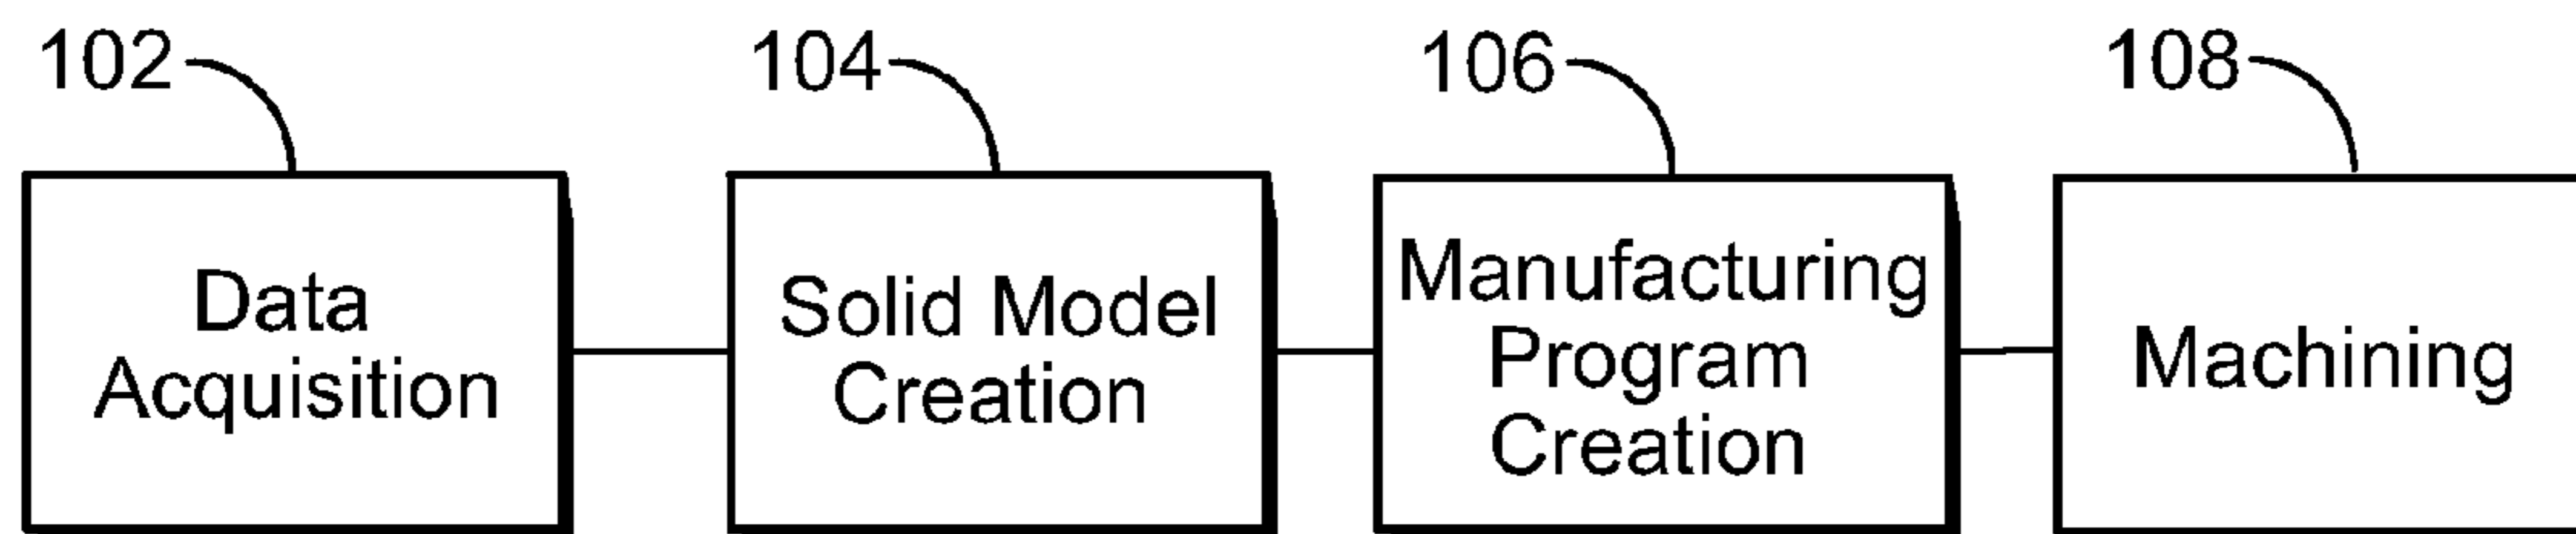 102
104
106
108
Data
Acquisition
Solid Model
Creation
Manufacturing
Program
Creation
Machining